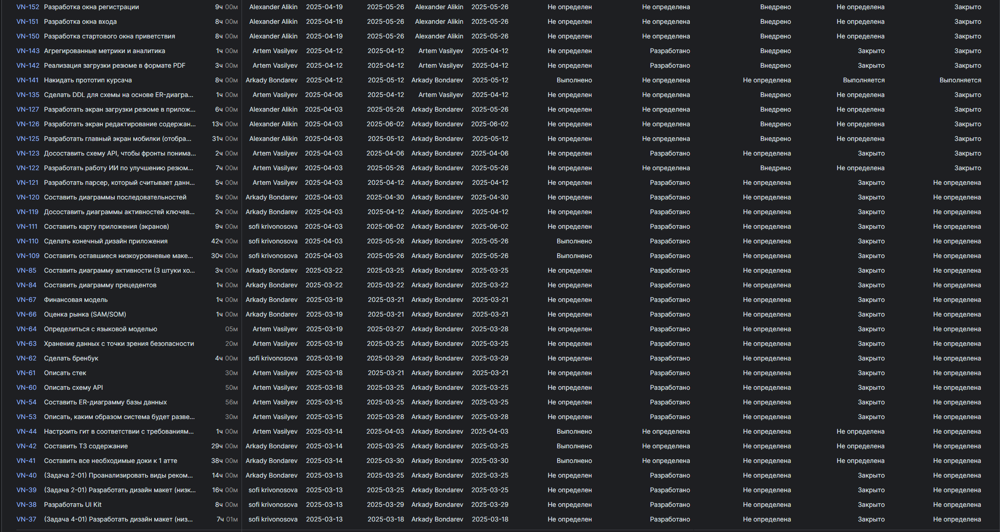 VN-152 Разработка окна регистрации 9ч 00м Alexander Alikin 2025-04-19 2025-05-26 Alexander Alikin 2025-05-26 Не определен Не определена Внедрено Не определена Закрыто
VN-151 Разработка окна входа 8ч 00м Alexander Alikin 2025-04-19 2025-05-26 Alexander Alikin 2025-05-26 Не определен Не определена Внедрено Не определена Закрыто
VN-150 Разработка стартового окна приветствия 8ч 00м Alexander Alikin 2025-04-19 2025-05-26 Alexander Alikin 2025-05-26 Не определен Не определена Внедрено Не определена Закрыто
VN-143 Агрегированные метрики и аналитика 1ч 00м Artem Vasilyev 2025-04-12 2025-04-12 Artem Vasilyev 2025-04-12 Не определен Разработано Внедрено Закрыто Закрыто
VN-142 Реализация загрузки резюме в формате PDF 3ч 00м Artem Vasilyev 2025-04-12 2025-04-12 Artem Vasilyev 2025-04-12 Не определен Разработано Внедрено Закрыто Закрыто
VN-141 Накидать прототип курсача 8ч 00м Arkady Bondarev 2025-04-12 2025-05-12 Arkady Bondarev 2025-05-12 Выполнено Не определена Не определена Выполняется Выполняется
VN-135 Сделать DDL для схемы на основе ER-диагра... 1ч 00м Artem Vasilyev 2025-04-06 2025-04-12 Artem Vasilyev 2025-04-12 Не определен Не определена Внедрено Не определена Закрыто
VN-127 Разработать экран загрузки резюме в прилож... 6ч 00м Alexander Alikin 2025-04-03 2025-05-26 Arkady Bondarev 2025-05-26 Не определен Не определена Внедрено Не определена Закрыто
VN-126 Разработать экран редактирование содержан... 13ч 00м Alexander Alikin 2025-04-03 2025-06-02 Arkady Bondarev 2025-06-02 Не определен Не определена Внедрено Не определена Закрыто
VN-125 Разработать главный экран мобилки (отобра... 31ч 00м Alexander Alikin 2025-04-03 2025-05-12 Arkady Bondarev 2025-05-12 Не определен Не определена Внедрено Не определена Закрыто
VN-123 Досоставить схему API, чтобы фронты понима... 2ч 00м Artem Vasilyev 2025-04-03 2025-04-06 Arkady Bondarev 2025-04-06 Не определен Разработано Не определена Закрыто Закрыто
VN-122 Разработать работу ИИ по улучшению резюм... 7ч 00м Artem Vasilyev 2025-04-03 2025-05-26 Arkady Bondarev 2025-05-26 Не определен Не определена Внедрено Не определена Закрыто
VN-121 Разработать парсер, который считывает данн... 5ч 00м Artem Vasilyev 2025-04-03 2025-04-12 Arkady Bondarev 2025-04-12 Не определен Разработано Не определена Закрыто Не определена
VN-120 Составить диаграммы последовательностей 5ч 00м Arkady Bondarev 2025-04-03 2025-04-30 Arkady Bondarev 2025-04-30 Не определен Разработано Не определена Закрыто Не определена
VN-119 Досоставить диаграммы активностей ключев... 2ч 00м Arkady Bondarev 2025-04-03 2025-04-12 Arkady Bondarev 2025-04-12 Не определен Разработано Не определена Закрыто Не определена
VN-111 Составить карту приложения (экранов) 9ч 00м sofi krivonosova 2025-04-03 2025-06-02 Arkady Bondarev 2025-06-02 Не определен Разработано Не определена Закрыто Не определена
VN-110 Сделать конечный дизайн приложения 42ч 00м sofi krivonosova 2025-04-03 2025-05-26 Arkady Bondarev 2025-05-26 Выполнено Разработано Не определена Закрыто Не определена
VN-109 Составить оставшиеся низкоуровневые маке... 30ч 00м sofi krivonosova 2025-04-03 2025-05-26 Arkady Bondarev 2025-05-26 Выполнено Разработано Не определена Закрыто Не определена
VN-85 Составить диаграмму активности (3 штуки хо... 3ч 00м Arkady Bondarev 2025-03-22 2025-03-25 Arkady Bondarev 2025-03-25 Не определен Разработано Не определена Закрыто Не определена
VN-84 Составить диаграмму прецедентов 1ч 00м Arkady Bondarev 2025-03-22 2025-03-22 Arkady Bondarev 2025-03-22 Не определен Разработано Не определена Закрыто Не определена
VN-67 Финансовая модель 1ч 00м Arkady Bondarev 2025-03-19 2025-03-21 Arkady Bondarev 2025-03-21 Не определен Разработано Не определена Закрыто Не определена
VN-66 Оценка рынка (SAM/SOM) 1ч 00м Arkady Bondarev 2025-03-19 2025-03-21 Arkady Bondarev 2025-03-21 Не определен Разработано Не определена Закрыто Не определена
VN-64 Определиться с языковой моделью 05м Artem Vasilyev 2025-03-19 2025-03-27 Arkady Bondarev 2025-03-28 Не определен Разработано Не определена Закрыто Не определена
VN-63 Хранение данных с точки зрения безопасности 20м Artem Vasilyev 2025-03-19 2025-03-25 Arkady Bondarev 2025-03-25 Не определен Разработано Не определена Закрыто Не определена
VN-62 Сделать бренбук 4ч 00м sofi krivonosova 2025-03-19 2025-03-29 Arkady Bondarev 2025-03-29 Не определен Разработано Не определена Закрыто Не определена
VN-61 Описать стек 30м Artem Vasilyev 2025-03-18 2025-03-21 Arkady Bondarev 2025-03-21 Не определен Разработано Не определена Закрыто Не определена
VN-60 Описать схему API 50м Artem Vasilyev 2025-03-18 2025-03-25 Arkady Bondarev 2025-03-25 Не определен Разработано Не определена Закрыто Не определена
VN-54 Составить ER-диаграмму базы данных 56м Artem Vasilyev 2025-03-15 2025-03-25 Arkady Bondarev 2025-03-25 Не определен Разработано Не определена Закрыто Не определена
VN-53 Описать, каким образом система будет разве... 30м Artem Vasilyev 2025-03-15 2025-03-28 Arkady Bondarev 2025-03-28 Не определен Разработано Не определена Закрыто Не определена
VN-44 Настроить гит в соответствии с требованиям... 1ч 00м Artem Vasilyev 2025-03-14 2025-04-03 Arkady Bondarev 2025-04-03 Выполнено Не определена Не определена Не определена Не определена
VN-42 Составить ТЗ содержание 29ч 00м Arkady Bondarev 2025-03-14 2025-03-25 Arkady Bondarev 2025-03-25 Выполнено Не определена Не определена Не определена Не определена
VN-41 Составить все необходимые доки к 1 атте 38ч 00м Arkady Bondarev 2025-03-14 2025-03-30 Arkady Bondarev 2025-03-30 Выполнено Не определена Не определена Не определена Не определена
VN-40 (Задача 2-01) Проанализировать виды реком... 14ч 00м Arkady Bondarev 2025-03-13 2025-03-25 Arkady Bondarev 2025-03-25 Не определен Разработано Не определена Закрыто Не определена
VN-39 (Задача 2-01) Разработать дизайн макет (низк... 16ч 00м sofi krivonosova 2025-03-13 2025-03-25 Arkady Bondarev 2025-03-25 Не определен Разработано Не определена Закрыто Не определена
VN-38 Разработать UI Kit 8ч 00м sofi krivonosova 2025-03-13 2025-03-29 Arkady Bondarev 2025-03-29 Не определен Разработано Не определена Закрыто Не определена
VN-37 (Задача 4-01) Разработать дизайн макет (низ... 7ч 01м sofi krivonosova 2025-03-13 2025-03-18 Arkady Bondarev 2025-03-18 Не определен Разработано Не определена Закрыто Не определена